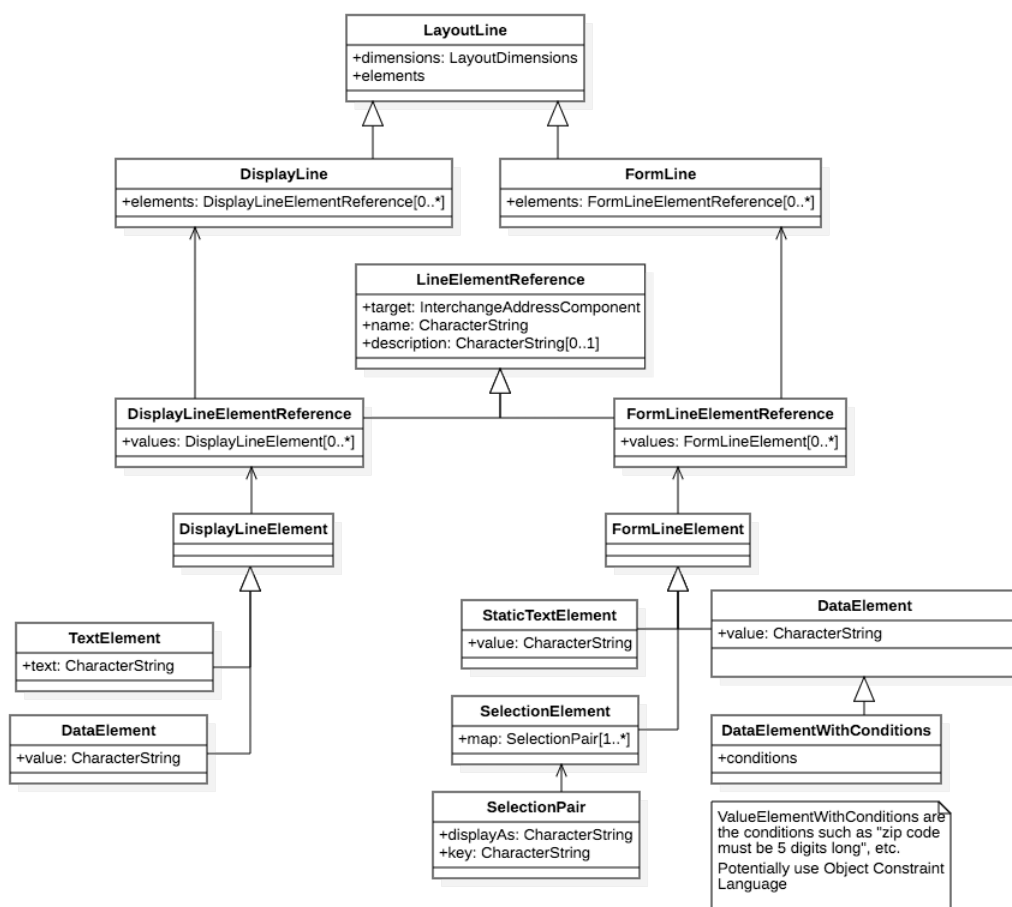 LayoutLine
+dimensions: LayoutDimensions
+elements
DisplayLine
+elements: DisplayLineElementReference[0..*]
FormLine
+elements: FormLineElementReference[0..*]
LineElementReference
+target: InterchangeAddressComponent
+name: CharacterString
+description: CharacterString[0..1]
DisplayLineElementReference
+values: DisplayLineElement[0..*]
FormLineElementReference
+values: FormLineElement[0..*]
DisplayLineElement
FormLineElement
TextElement
+text: CharacterString
StaticTextElement
+value: CharacterString
DataElement
+value: CharacterString
DataElement
+value: CharacterString
SelectionElement
+map: SelectionPair[1..*]
DataElementWithConditions
+conditions
SelectionPair
+displayAs: CharacterString
+key: CharacterString
ValueElementWithConditions are
the conditions such as "zip code
must be 5 digits long", etc.
Potentially use Object Constraint
Language